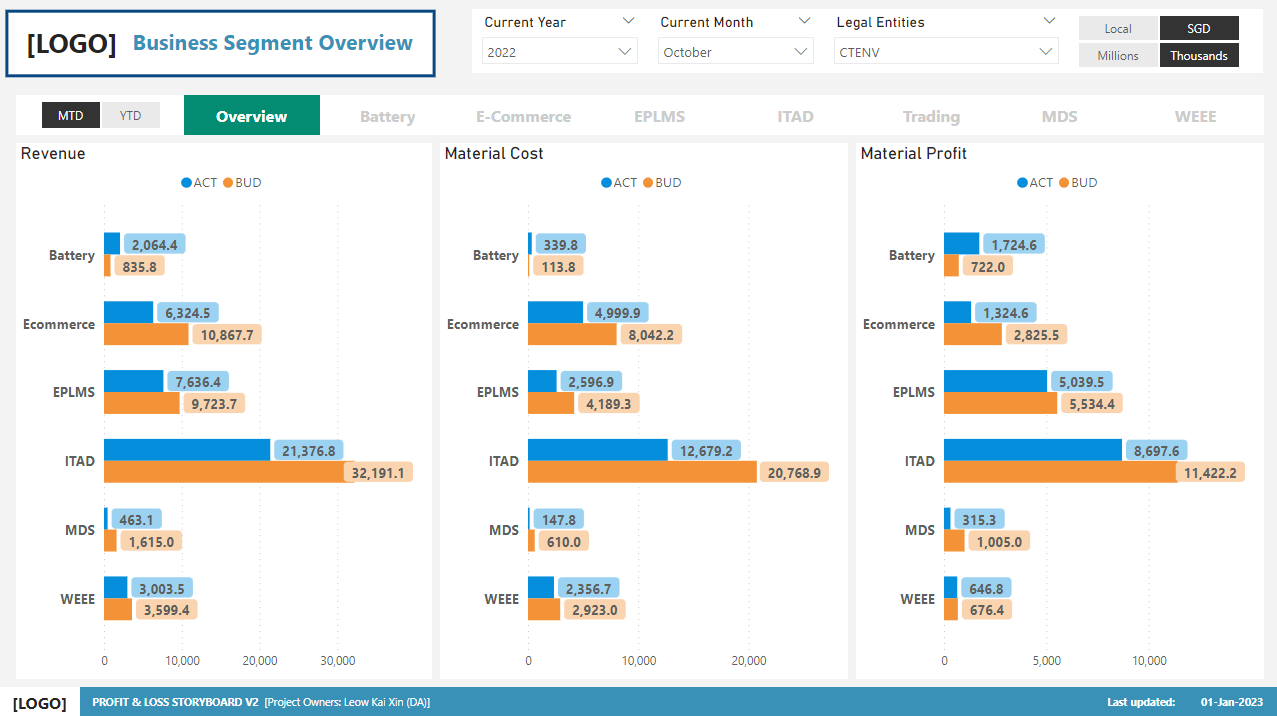 [LOGO] Business Segment Overview
Current Year
2022
Current Month
October
Legal Entities
CTENV
Local SGD
Millions Thousands
MTD YTD Overview Battery E-Commerce EPLMS ITAD Trading MDS WEEE
Revenue
ACT BUD
Battery 2,064.4
835.8
Ecommerce 6,324.5
10,867.7
EPLMS 7,636.4
9,723.7
ITAD 21,376.8
32,191.1
MDS 463.1
1,615.0
WEEE 3,003.5
3,599.4
0 10,000 20,000 30,000
Material Cost
ACT BUD
Battery 339.8
113.8
Ecommerce 4,999.9
8,042.2
EPLMS 2,596.9
4,189.3
ITAD 12,679.2
20,768.9
MDS 147.8
610.0
WEEE 2,356.7
2,923.0
0 10,000 20,000
Material Profit
ACT BUD
Battery 1,724.6
722.0
Ecommerce 1,324.6
2,825.5
EPLMS 5,039.5
5,534.4
ITAD 8,697.6
11,422.2
MDS 315.3
1,005.0
WEEE 646.8
676.4
0 5,000 10,000
[LOGO] PROFIT & LOSS STORYBOARD V2 [Project Owners: Leow Kai Xin (DA)] Last updated: 01-Jan-2023